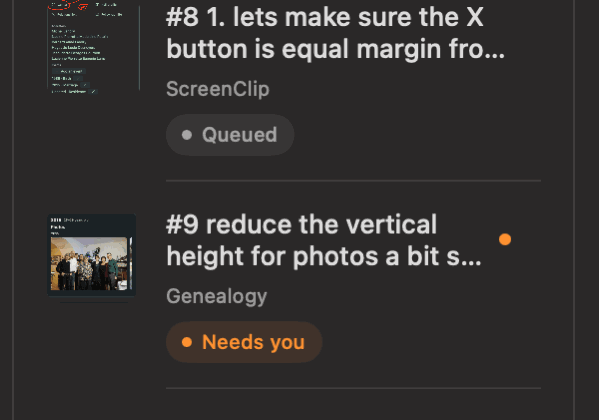 #8 1. lets make sure the X
button is equal margin fro...
ScreenClip
Queued
#9 reduce the vertical
height for photos a bit s...
Photos
Genealogy
Needs you